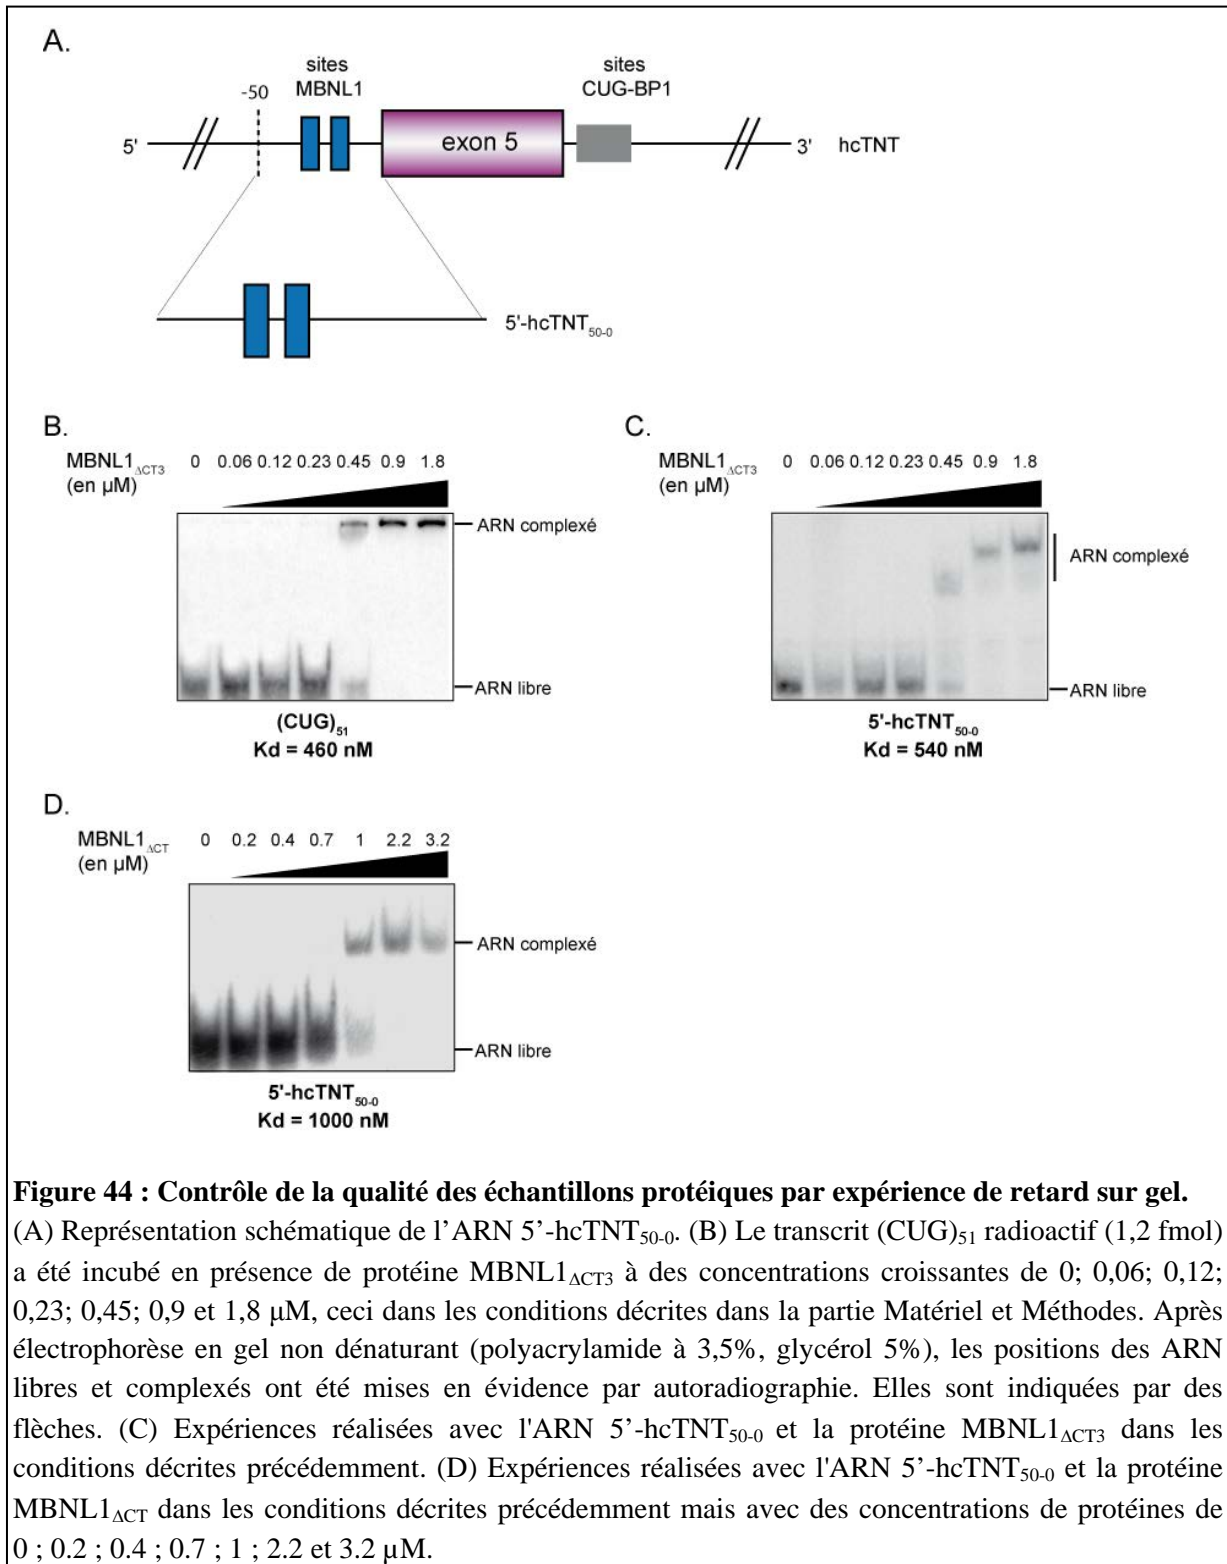 A.
sites
MBNL1
sites
CUG-BP1
-50
5'
exon 5
3'
hcTNT
5'-hcTNT50-0
B.
MBNL1ΔCT3
(en µM)
0 0.06 0.12 0.23 0.45 0.9 1.8
ARN complexé
ARN libre
(CUG)51
Kd = 460 nM
C.
MBNL1ΔCT3
(en µM)
0 0.06 0.12 0.23 0.45 0.9 1.8
ARN complexé
ARN libre
5'-hcTNT50-0
Kd = 540 nM
D.
MBNL1ΔCT
(en µM)
0 0.2 0.4 0.7 1 2.2 3.2
ARN complexé
ARN libre
5'-hcTNT50-0
Kd = 1000 nM
Figure 44 : Contrôle de la qualité des échantillons protéiques par expérience de retard sur gel.
(A) Représentation schématique de l'ARN 5'-hcTNT50-0. (B) Le transcrit (CUG)51 radioactif (1,2 fmol)
a été incubé en présence de protéine MBNL1ΔCT3 à des concentrations croissantes de 0; 0,06; 0,12;
0,23; 0,45; 0,9 et 1,8 µM, ceci dans les conditions décrites dans la partie Matériel et Méthodes. Après
électrophorèse en gel non dénaturant (polyacrylamide à 3,5%, glycérol 5%), les positions des ARN
libres et complexés ont été mises en évidence par autoradiographie. Elles sont indiquées par des
flèches. (C) Expériences réalisées avec l'ARN 5'-hcTNT50-0 et la protéine MBNL1ΔCT3 dans les
conditions décrites précédemment. (D) Expériences réalisées avec l'ARN 5'-hcTNT50-0 et la protéine
MBNL1ΔCT dans les conditions décrites précédemment mais avec des concentrations de protéines de
0 ; 0.2 ; 0.4 ; 0.7 ; 1 ; 2.2 et 3.2 µM.